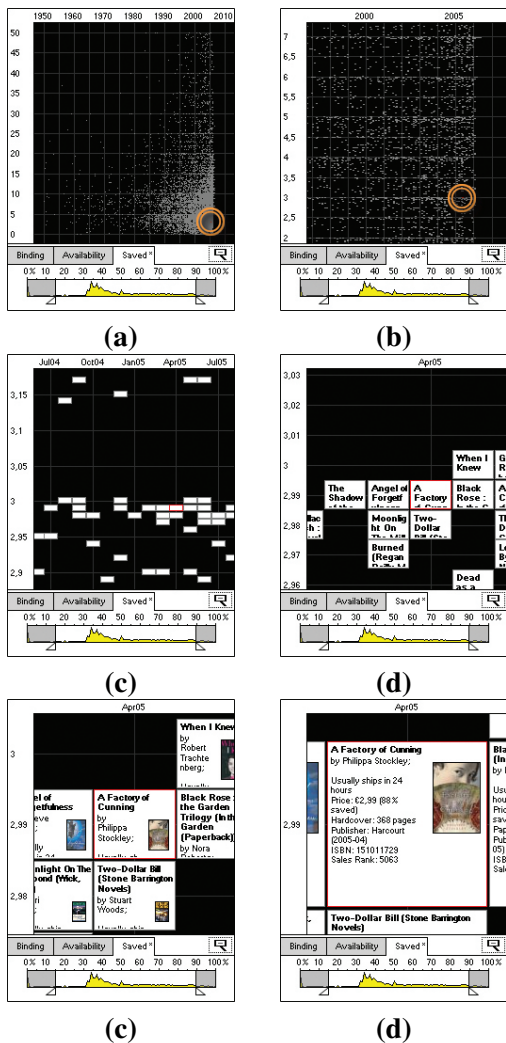 1950 1960 1970 1980 1990 2000 2010
50
45
40
35
30
25
20
15
10
5
0
Binding Availability Saved ×
0% 10 20 30 40 50 60 70 80 90 100%
(a)
2000 2005
7
6,5
6
5,5
5
4,5
4
3,5
3
2,5
2
Binding Availability Saved ×
0% 10 20 30 40 50 60 70 80 90 100%
(b)
Jul04 Oct04 Jan05 Apr05 Jul05
3,15
3,1
3,05
3
2,95
2,9
Binding Availability Saved ×
0% 10 20 30 40 50 60 70 80 90 100%
(c)
Apr05
3,03
3,02
3,01
3
2,99
2,98
2,97
2,96
When I
Knew
The
Shadow
Angel of
Forgetf
A
Factory
Black
Rose :
Moonlig
ht On
Two-
Dollar
Burned
(Regan
Dead
as a
Binding Availability Saved ×
0% 10 20 30 40 50 60 70 80 90 100%
(d)
Apr05
3
2,99
2,98
When I Knew
by
Robert
Trachte
nberg;
A Factory of
Cunning
by
Philippa
Stockley;
Black Rose :
the Garden
Trilogy (In the
Garden
(Paperback))
by Nora
Two-Dollar Bill
(Stone Barrington
Novels)
by Stuart
Woods;
Binding Availability Saved ×
0% 10 20 30 40 50 60 70 80 90 100%
(c)
Apr05
2,99
A Factory of Cunning
by Philippa Stockley;
Usually ships in 24
hours
Price: €2,99 (88%
saved)
Hardcover: 368 pages
Publisher: Harcourt
(2005-04)
ISBN: 151011729
Sales Rank: 5063
Two-Dollar Bill (Stone Barrington
Novels)
Binding Availability Saved ×
0% 10 20 30 40 50 60 70 80 90 100%
(d)